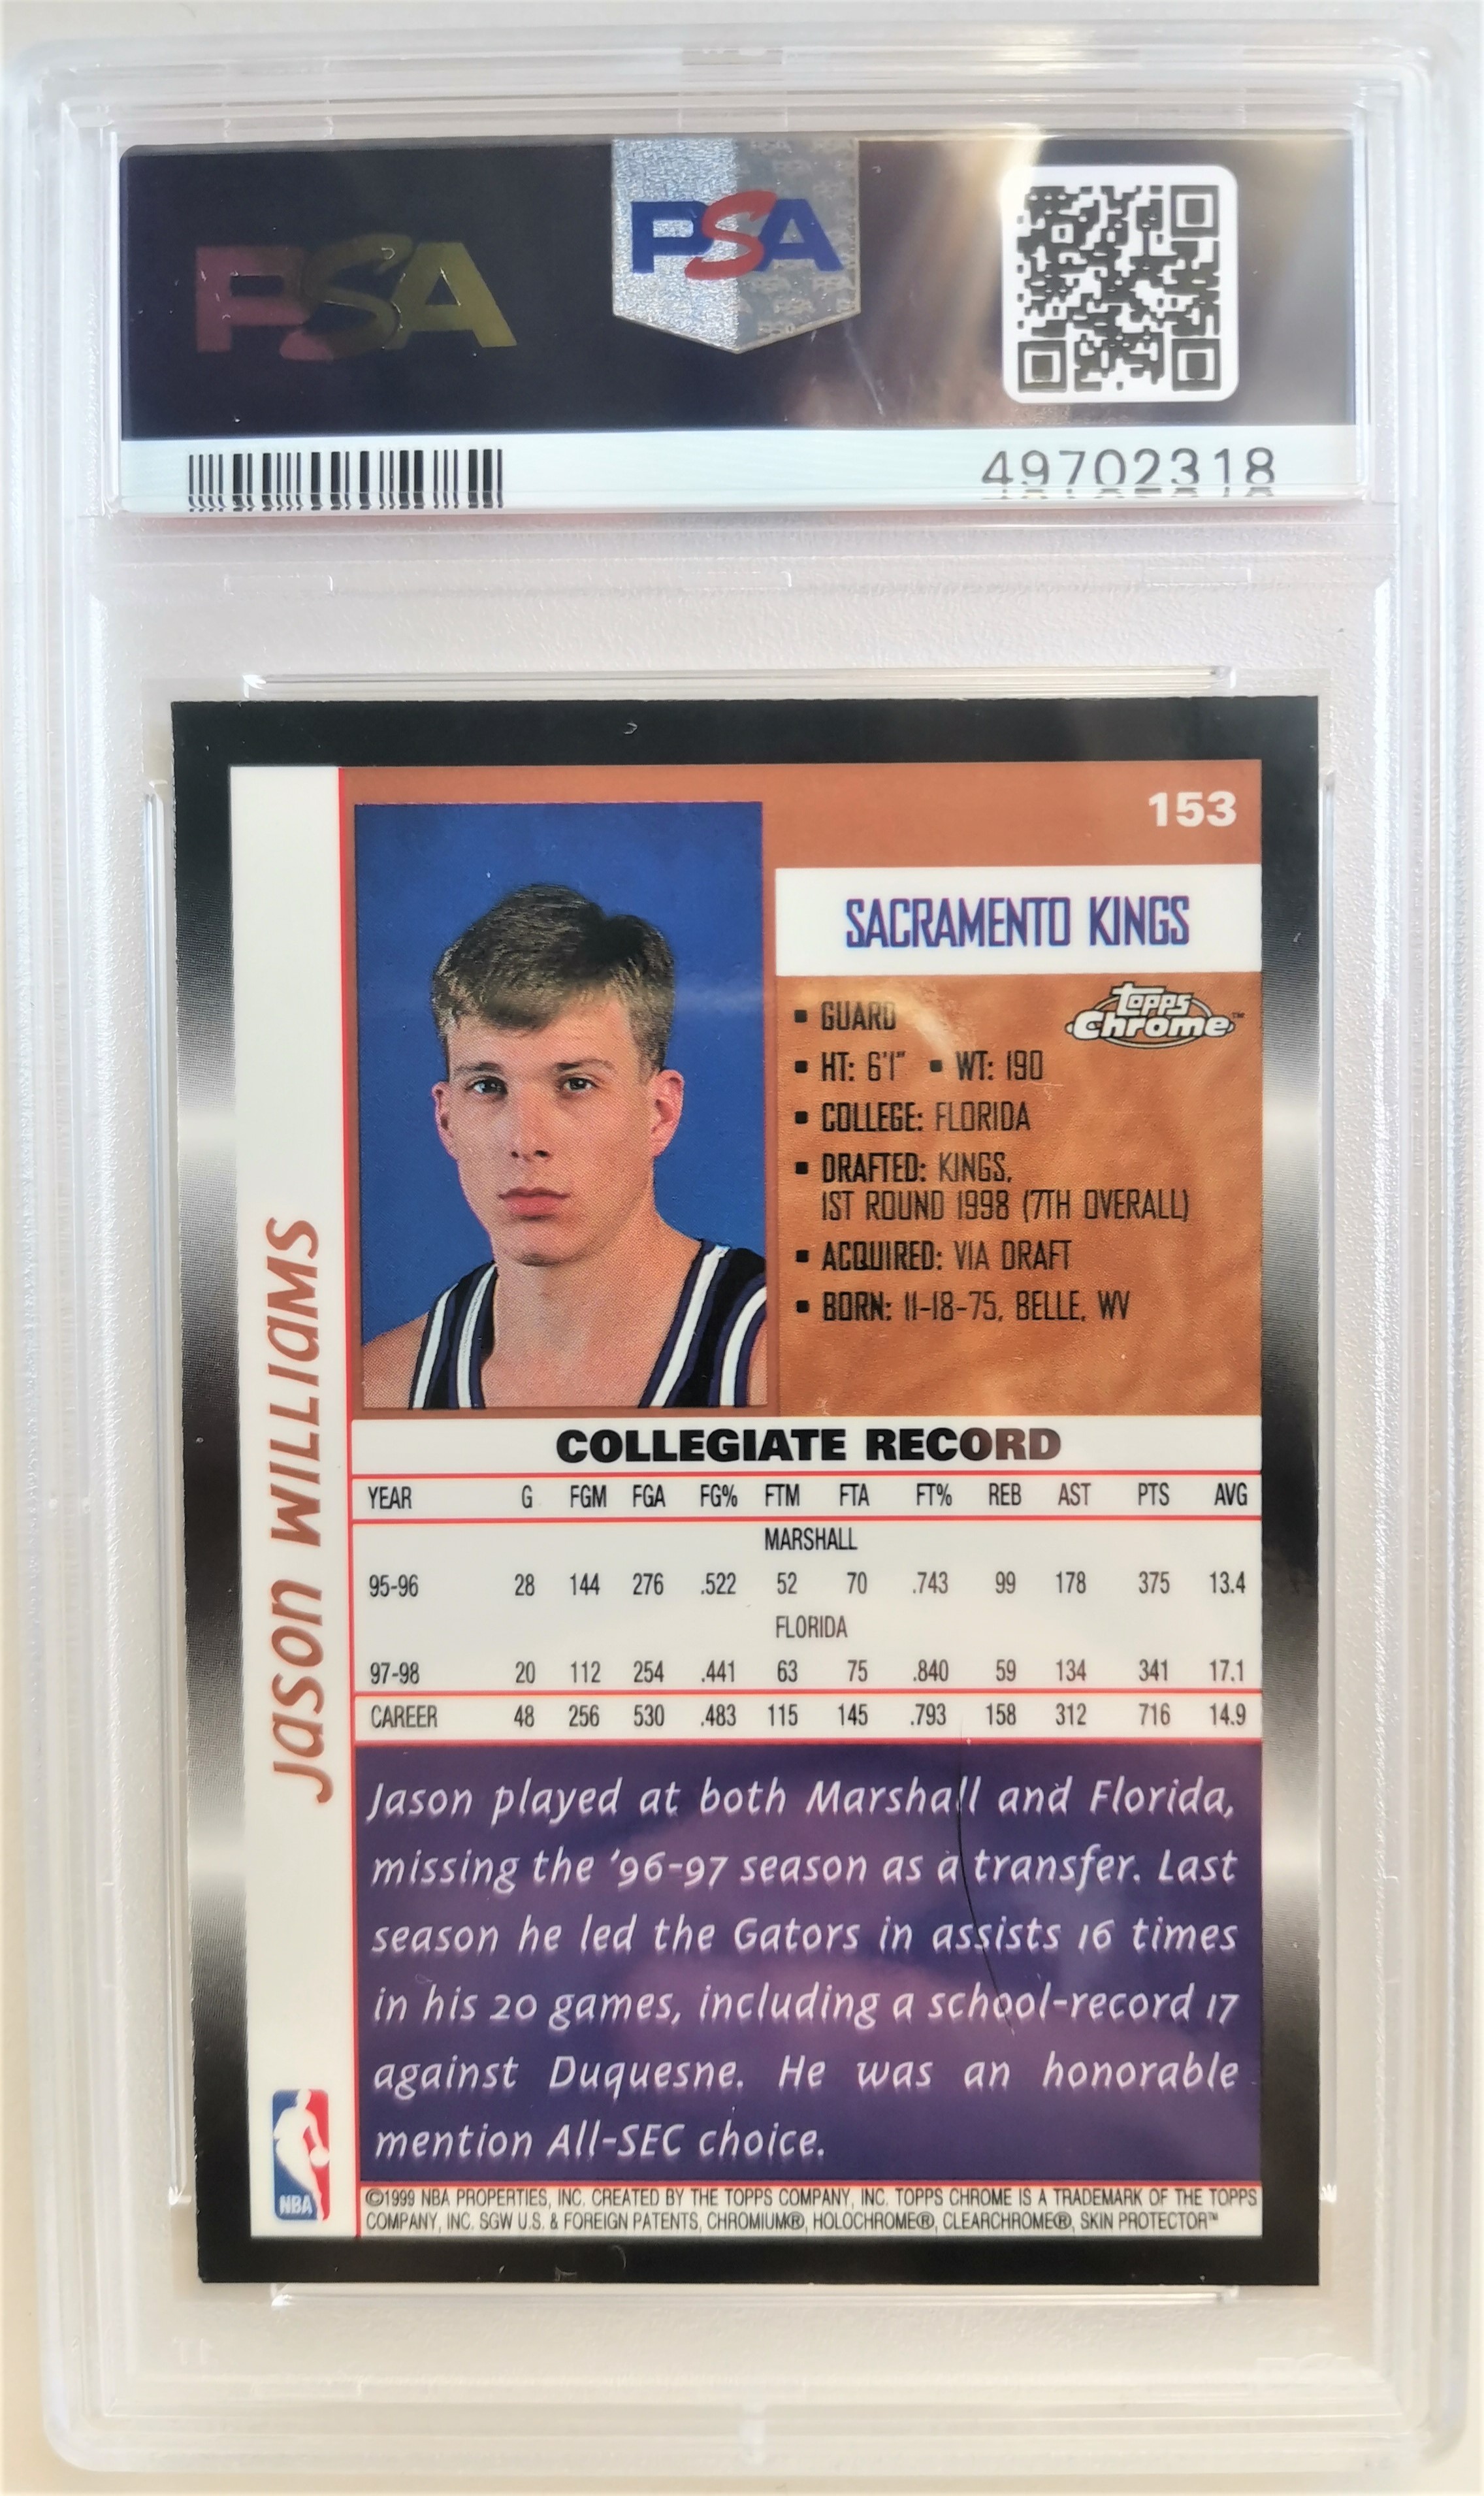 PSA
PSA
49702318
153
SACRAMENTO KINGS
topps
Chrome™
▪ GUARD
▪ HT: 6'1" ▪ WT: 190
▪ COLLEGE: FLORIDA
▪ DRAFTED: KINGS,
1ST ROUND 1998 (7TH OVERALL)
▪ ACQUIRED: VIA DRAFT
▪ BORN: 11-18-75, BELLE, WV
Jason Williams
COLLEGIATE RECORD
YEAR G FGM FGA FG% FTM FTA FT% REB AST PTS AVG
MARSHALL
95-96 28 144 276 .522 52 70 .743 99 178 375 13.4
FLORIDA
97-98 20 112 254 .441 63 75 .840 59 134 341 17.1
CAREER 48 256 530 .483 115 145 .793 158 312 716 14.9
Jason played at both Marshall and Florida,
missing the '96-97 season as a transfer. Last
season he led the Gators in assists 16 times
in his 20 games, including a school-record 17
against Duquesne. He was an honorable
mention All-SEC choice.
NBA
©1999 NBA PROPERTIES, INC. CREATED BY THE TOPPS COMPANY, INC. TOPPS CHROME IS A TRADEMARK OF THE TOPPS
COMPANY, INC. SGW U.S. & FOREIGN PATENTS, CHROMIUM®, HOLOCHROME®, CLEARCHROME®, SKIN PROTECTOR™